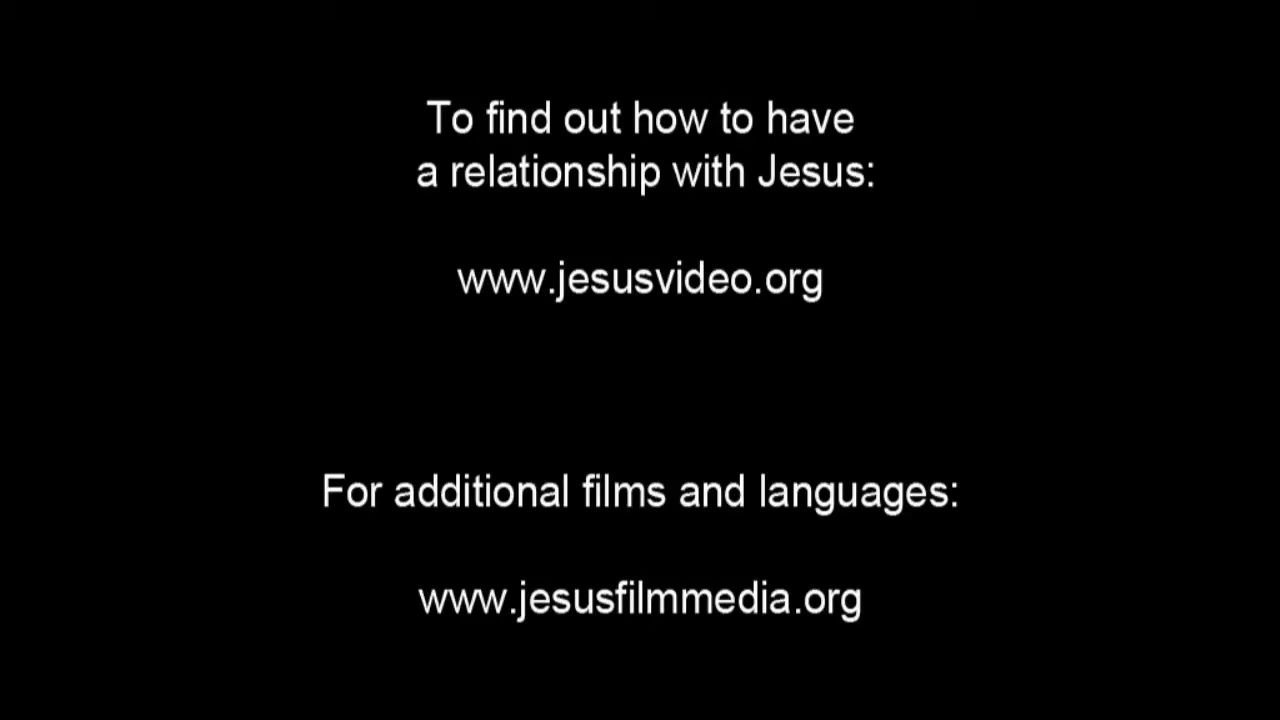 To find out how to have
a relationship with Jesus:
www.jesusvideo.org
For additional films and languages:
www.jesusfilmmedia.org